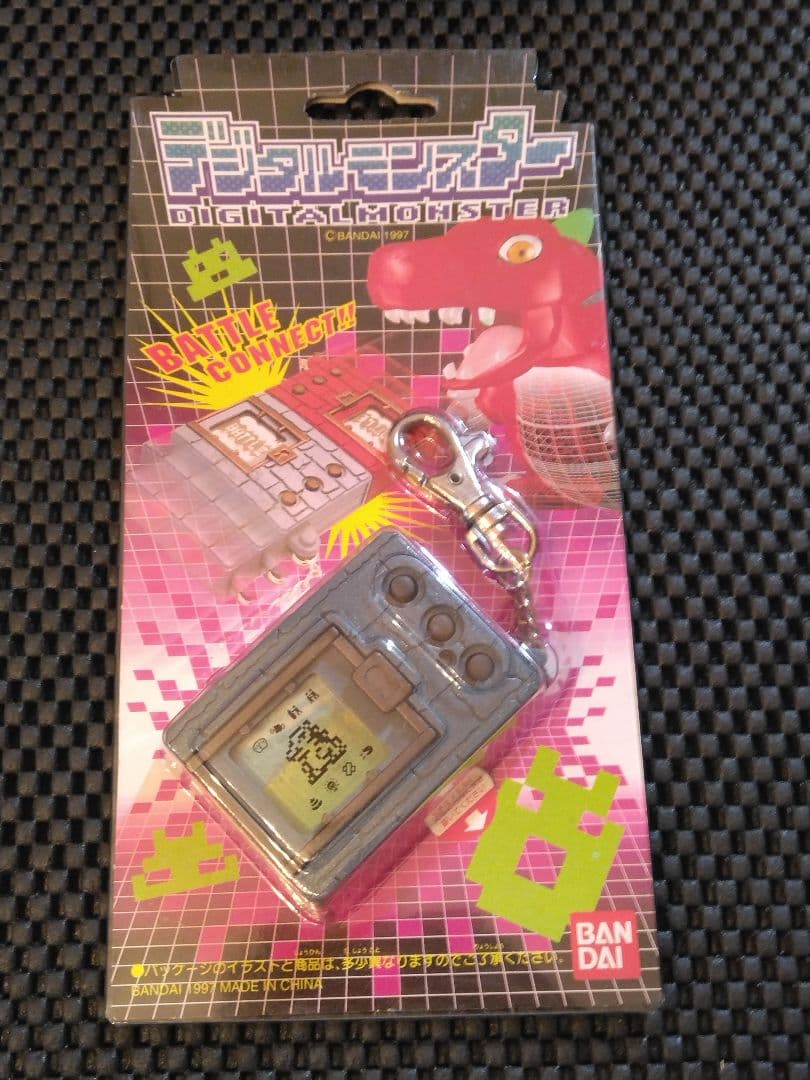 デジタルモンスター
DIGITALMONSTER
© BANDAI 1997
BATTLE
CONNECT!!
BATTLE
●パッケージのイラストと商品は、多少異なりますのでご了承ください。
BANDAI 1997 MADE IN CHINA
BAN
DAI